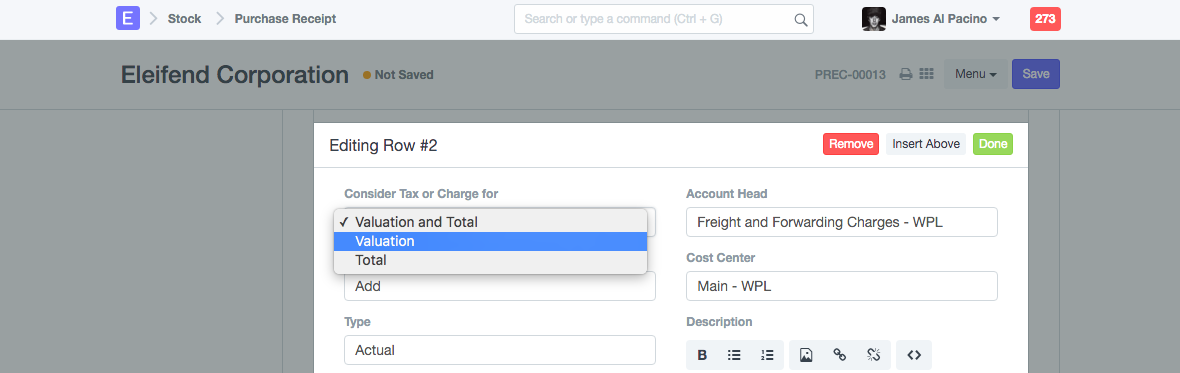 E Stock Purchase Receipt Search or type a command (Ctrl + G) James Al Pacino 273
Eleifend Corporation Not Saved PREC-00013 Menu Save
Editing Row #2 Remove Insert Above Done
Consider Tax or Charge for Account Head
✓ Valuation and Total Freight and Forwarding Charges - WPL
Valuation
Total Cost Center
Add Main - WPL
Type Description
Actual B